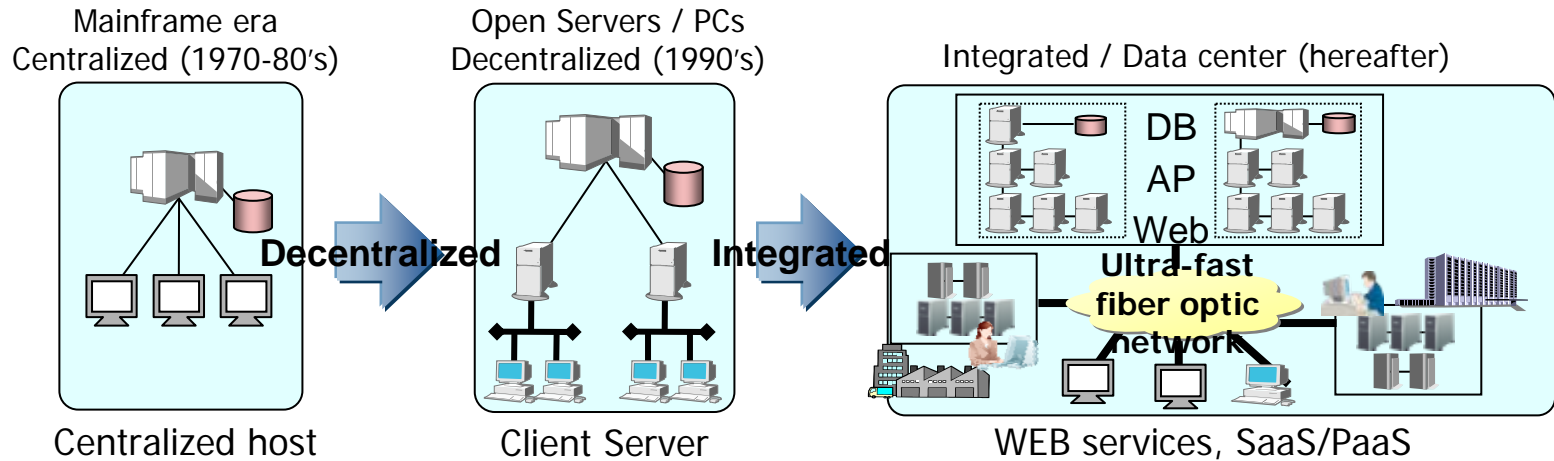 Mainframe era
Centralized (1970-80's)
Open Servers / PCs
Decentralized (1990's)
Integrated / Data center (hereafter)
Decentralized
Integrated
DB
AP
Web
Ultra-fast
fiber optic
network
Centralized host
Client Server
WEB services, SaaS/PaaS